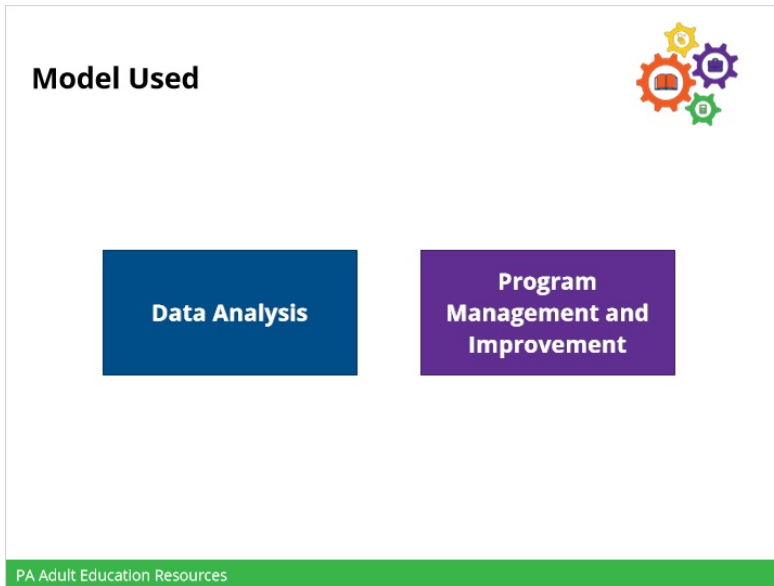 Model Used
Data Analysis
Program
Management and
Improvement
PA Adult Education Resources